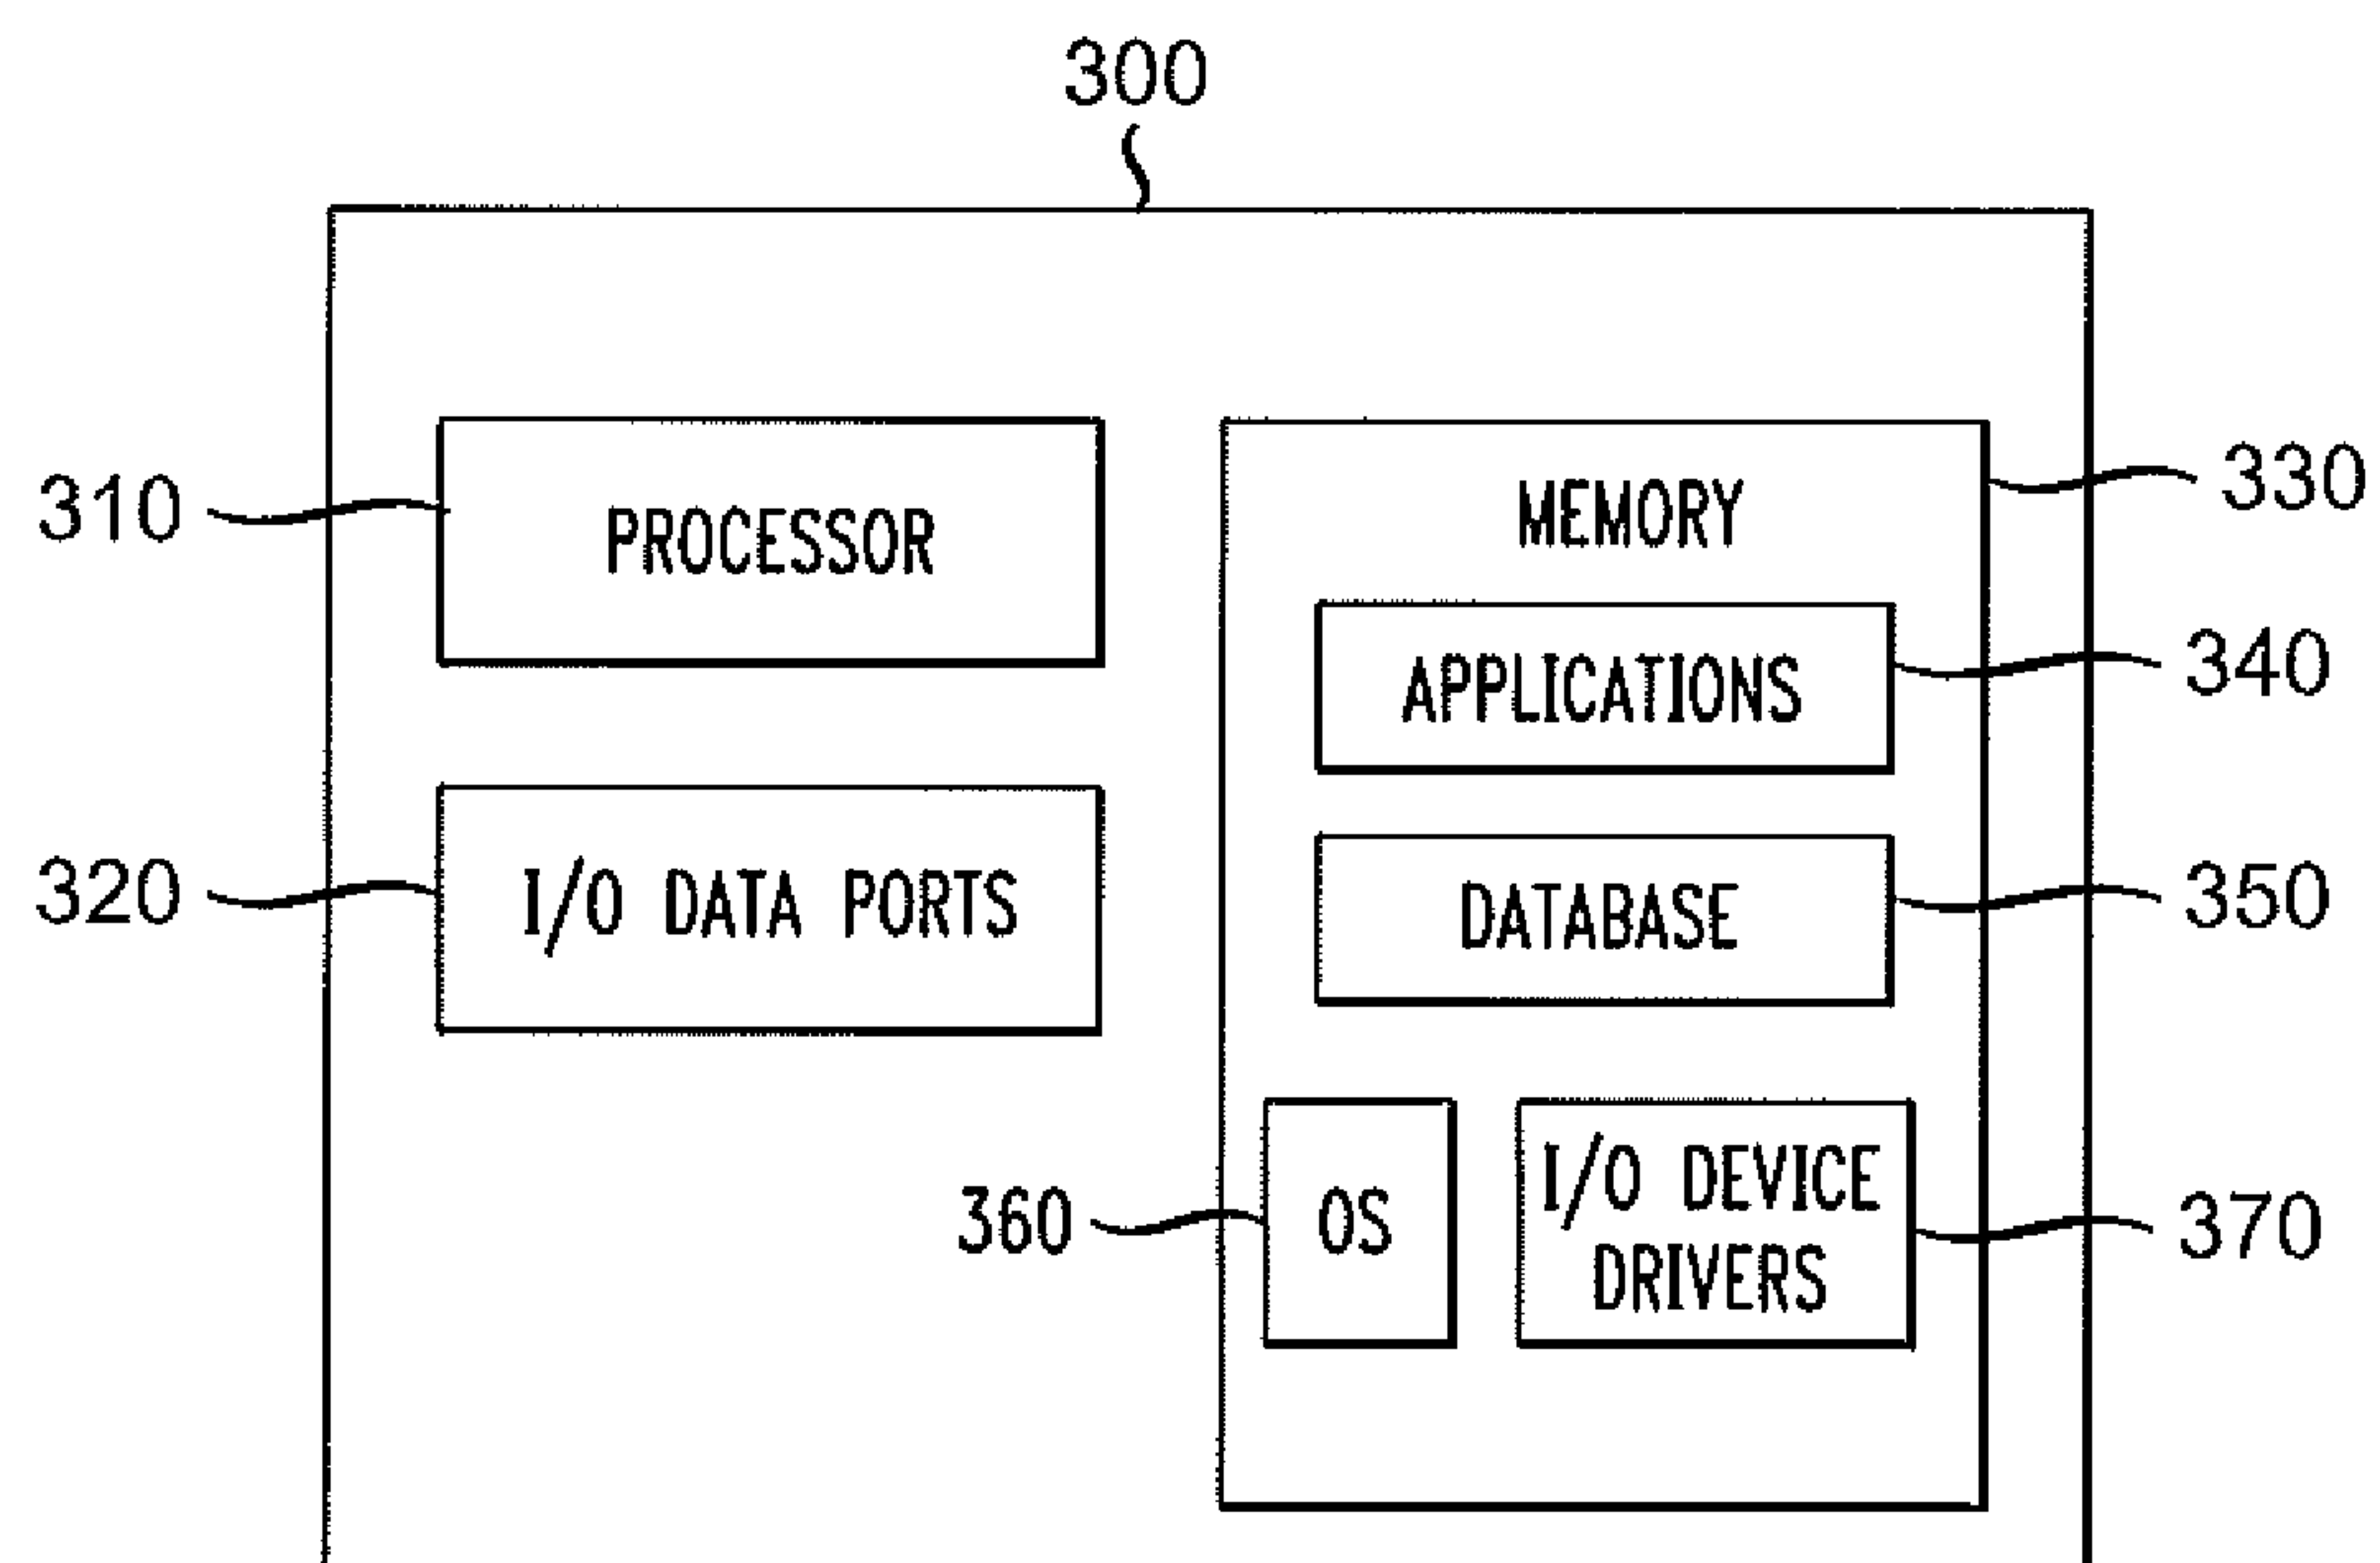 300
310
PROCESSOR
320
I/O DATA PORTS
MEMORY
330
APPLICATIONS
340
DATABASE
350
360
OS
I/O DEVICE
DRIVERS
370